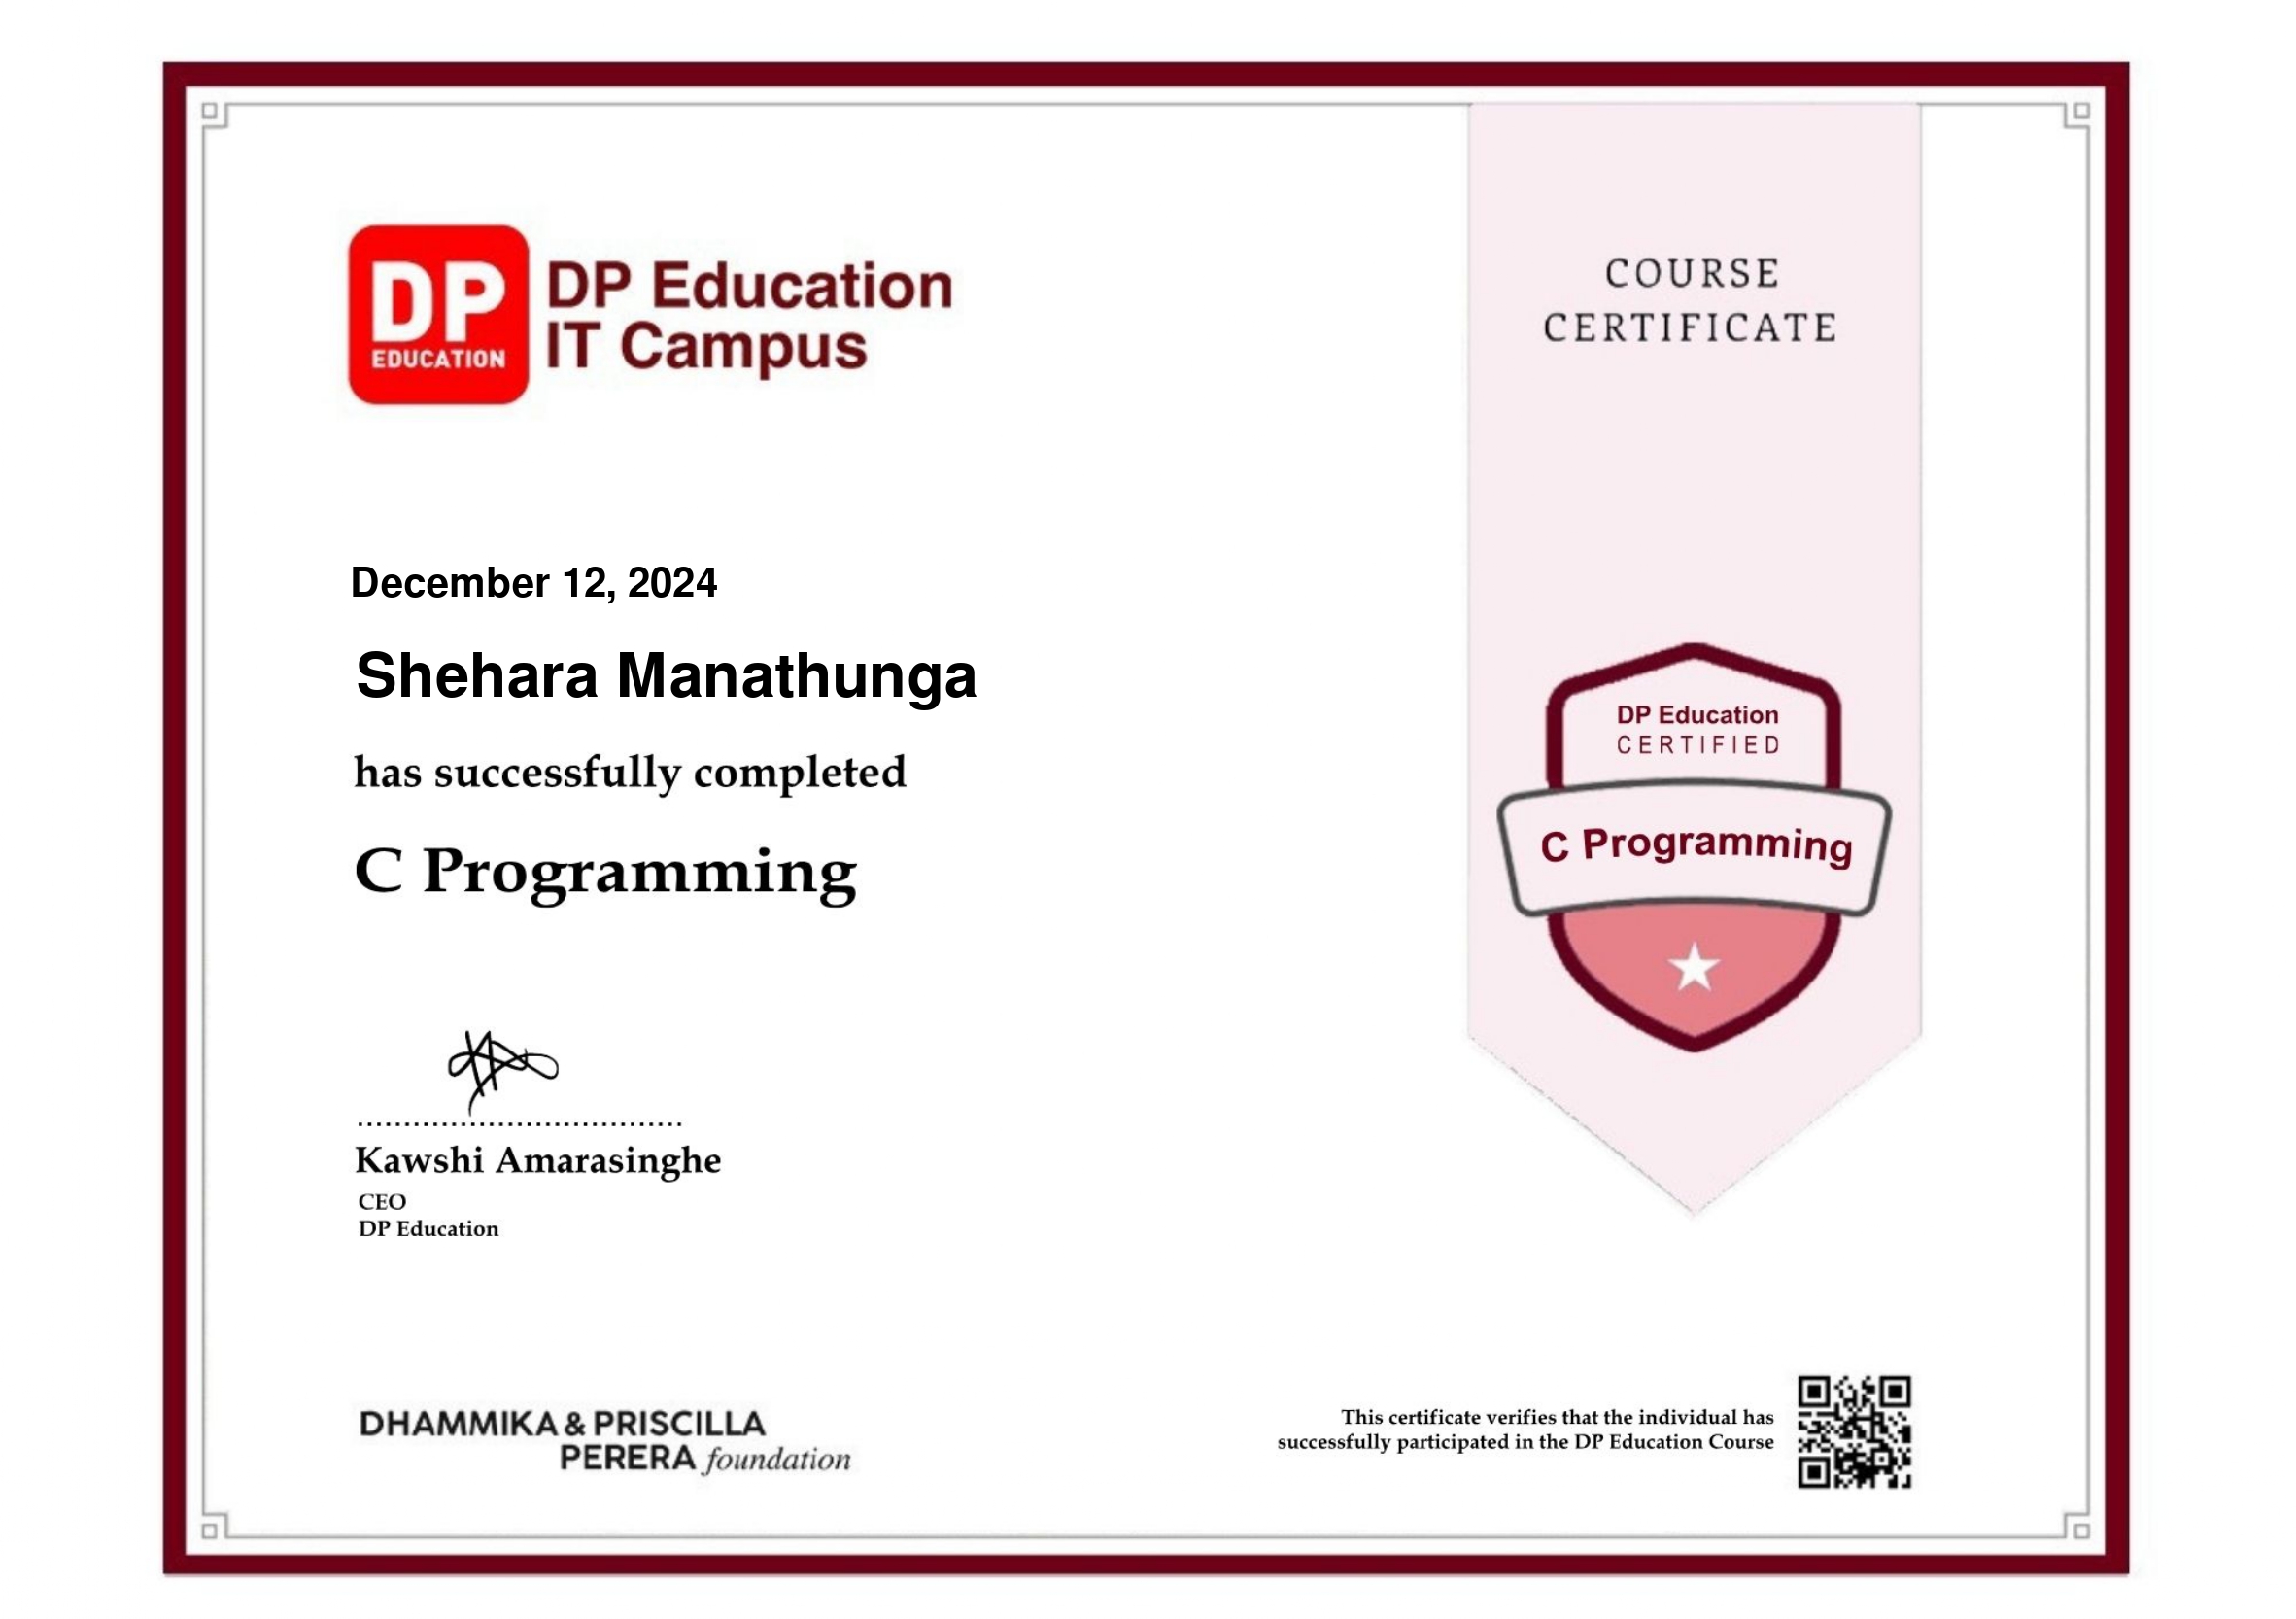 DP
EDUCATION
DP Education
IT Campus
COURSE
CERTIFICATE
December 12, 2024
Shehara Manathunga
has successfully completed
C Programming
DP Education
CERTIFIED
C Programming
Kawshi Amarasinghe
CEO
DP Education
DHAMMIKA & PRISCILLA
PERERA foundation
This certificate verifies that the individual has
successfully participated in the DP Education Course